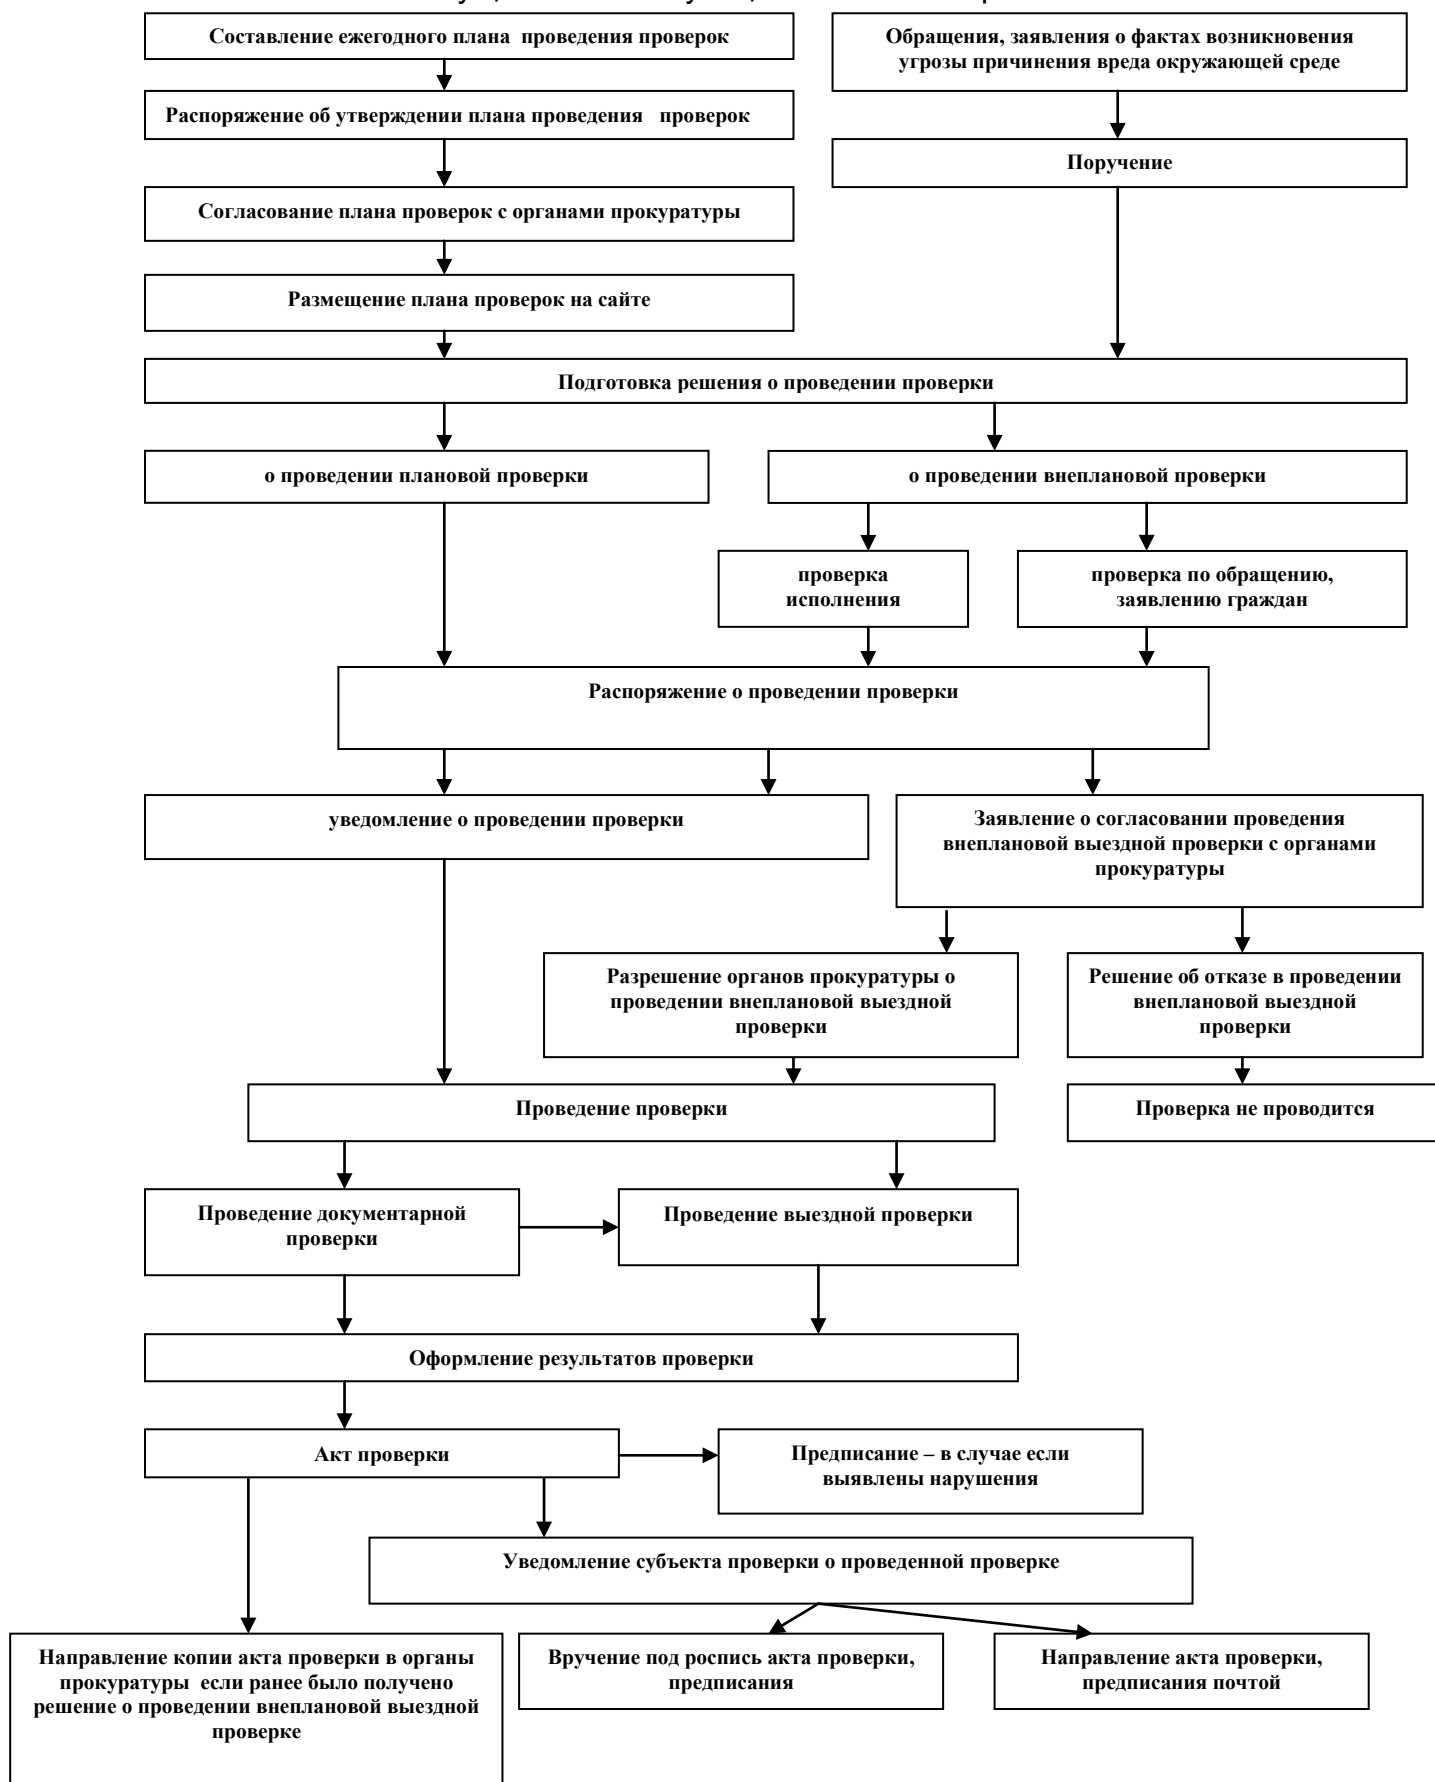 Составление ежегодного плана  проведения проверок
Обращения, заявления о фактах возникновения
угрозы причинения вреда окружающей среде
Распоряжение об утверждении плана проведения   проверок
Поручение
Согласование плана проверок с органами прокуратуры
Размещение плана проверок на сайте
Подготовка решения о проведении проверки
о проведении плановой проверки
о проведении внеплановой проверки
проверка
исполнения
проверка по обращению,
заявлению граждан
Распоряжение о проведении проверки
уведомление о проведении проверки
Заявление о согласовании проведения
внеплановой выездной проверки с органами
прокуратуры
Разрешение органов прокуратуры о
проведении внеплановой выездной
проверки
Решение об отказе в проведении
внеплановой выездной
проверки
Проведение проверки
Проверка не проводится
Проведение документарной
проверки
Проведение выездной проверки
Оформление результатов проверки
Акт проверки
Предписание – в случае если
выявлены нарушения
Уведомление субъекта проверки о проведенной проверке
Направление копии акта проверки в органы
прокуратуры  если ранее было получено
решение о проведении внеплановой выездной
проверке
Вручение под роспись акта проверки,
предписания
Направление акта проверки,
предписания почтой